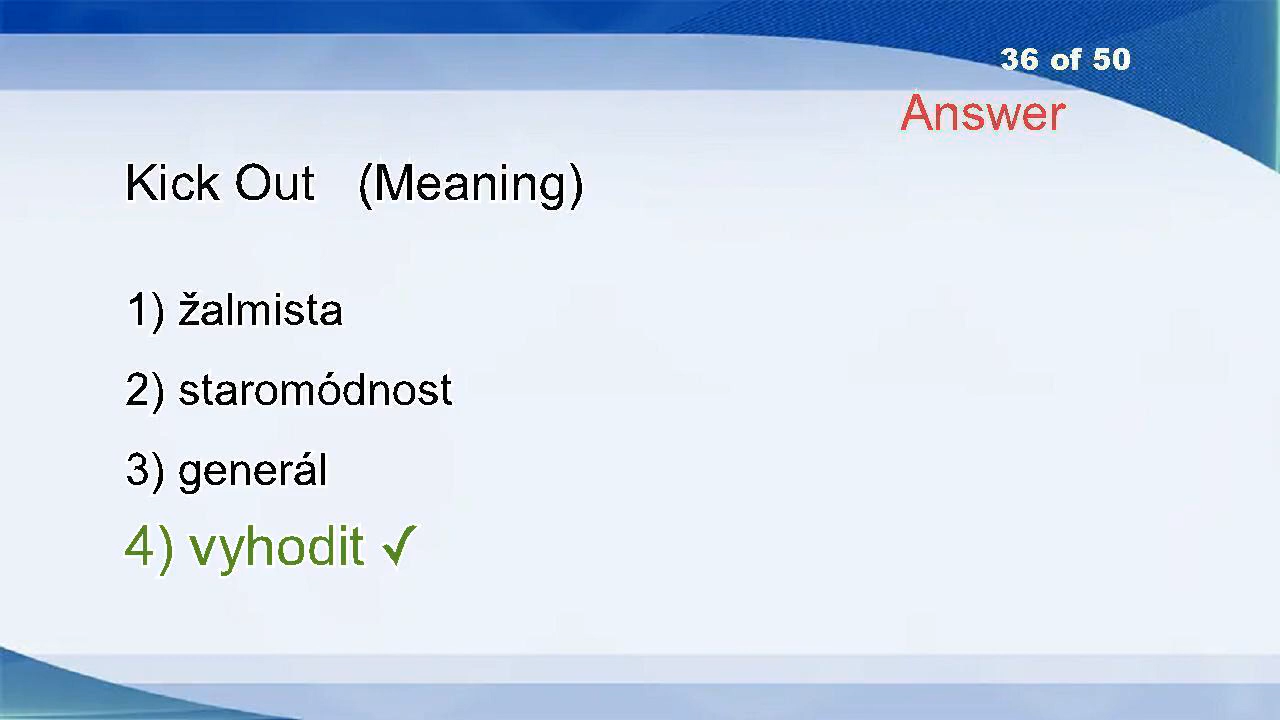 36 of 50
Answer
Kick Out (Meaning)
1) žalmista
2) staromódnost
3) generál
4) vyhodit ✓